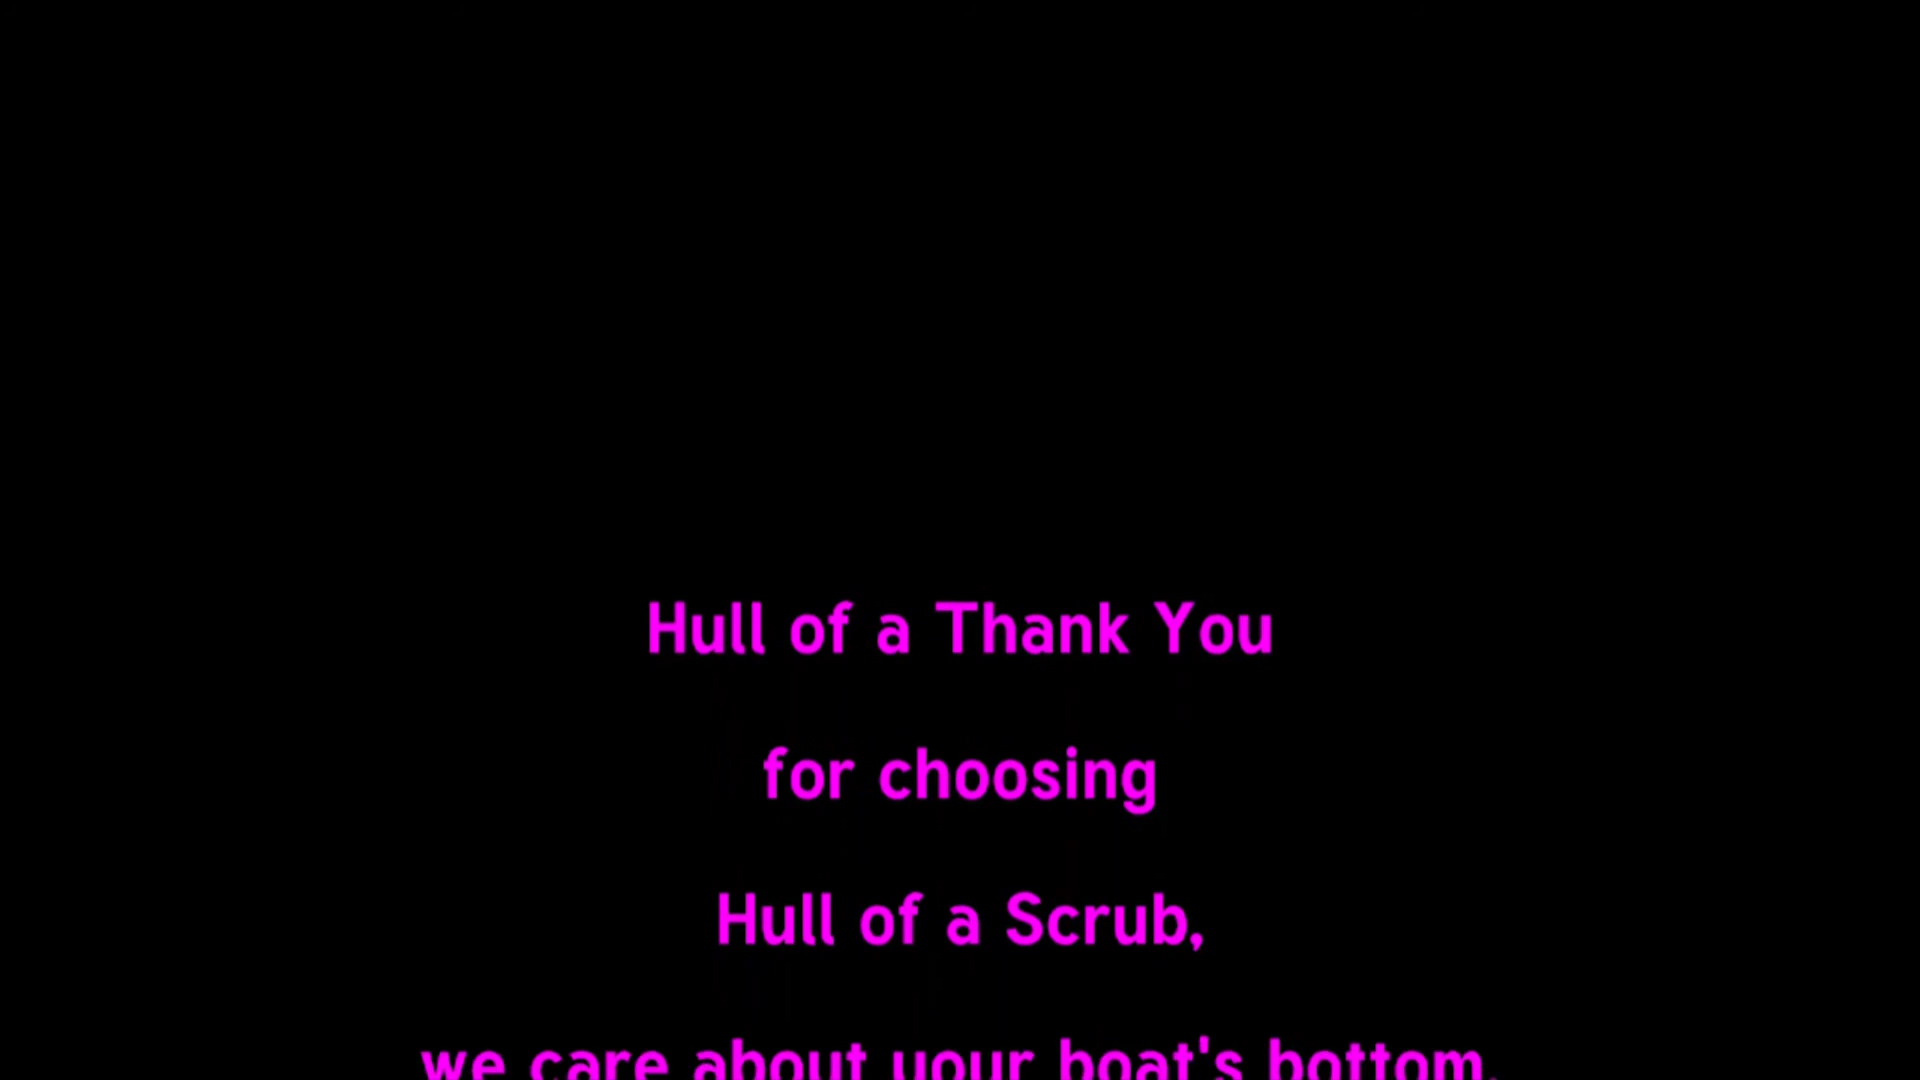 Hull of a Thank You
for choosing
Hull of a Scrub,
we care about your boat's bottom.